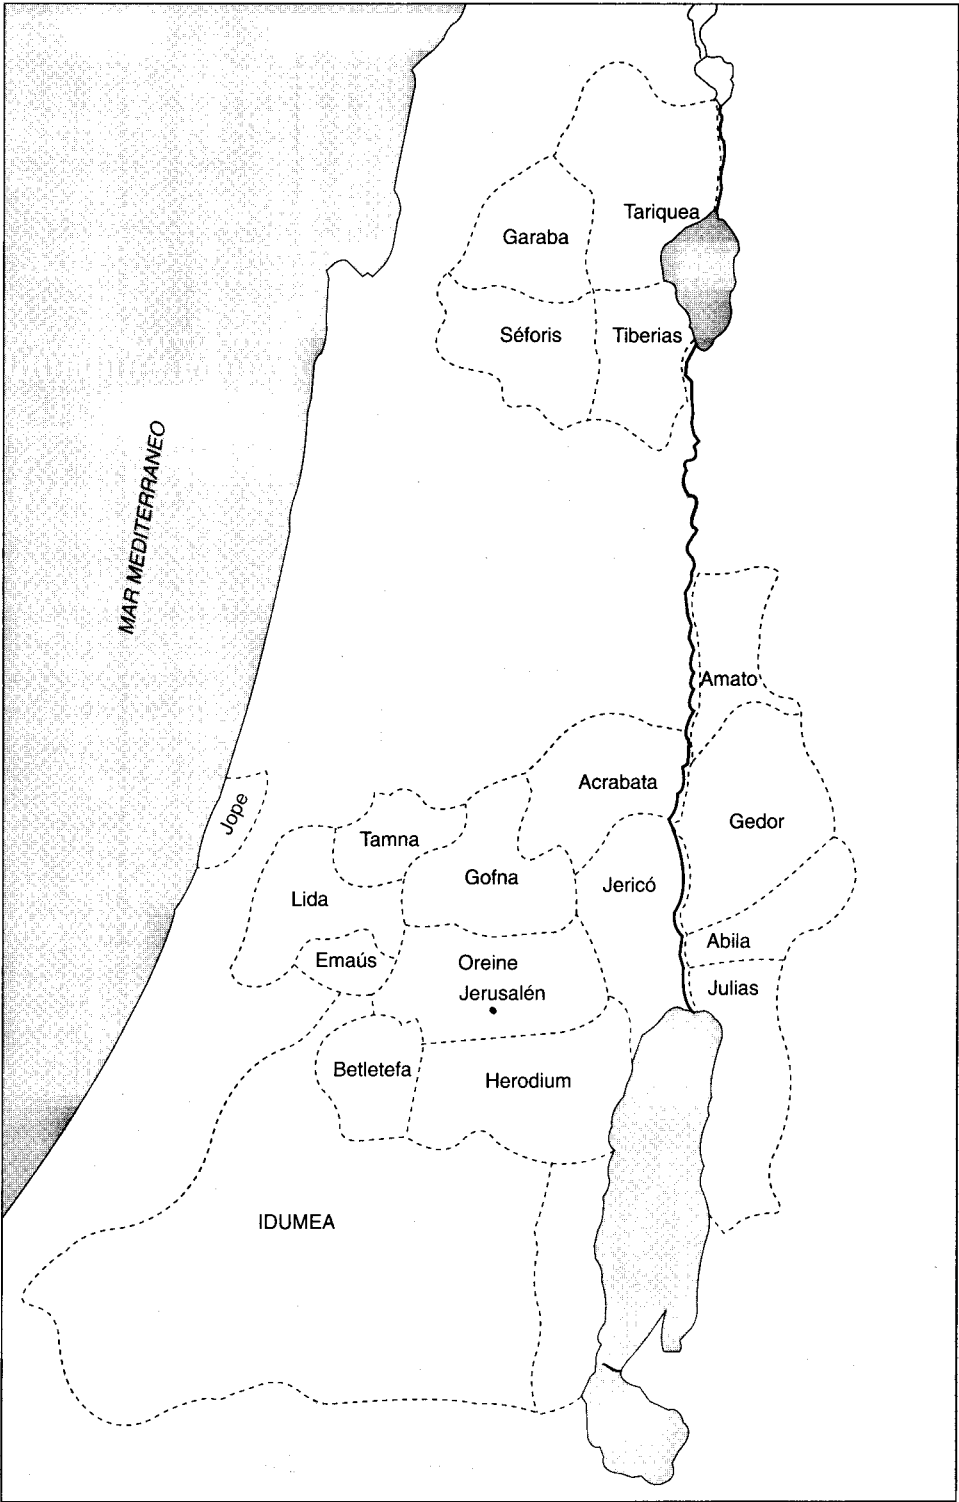 Tariquea
Garaba
Séforis
Tiberias
MAR MEDITERRANEO
Amato
Acrabata
Jope
Gedor
Tamna
Gofna
Jericó
Lida
Abila
Emaús
Oreine
Julias
Jerusalén
Betletefa
Herodium
IDUMEA